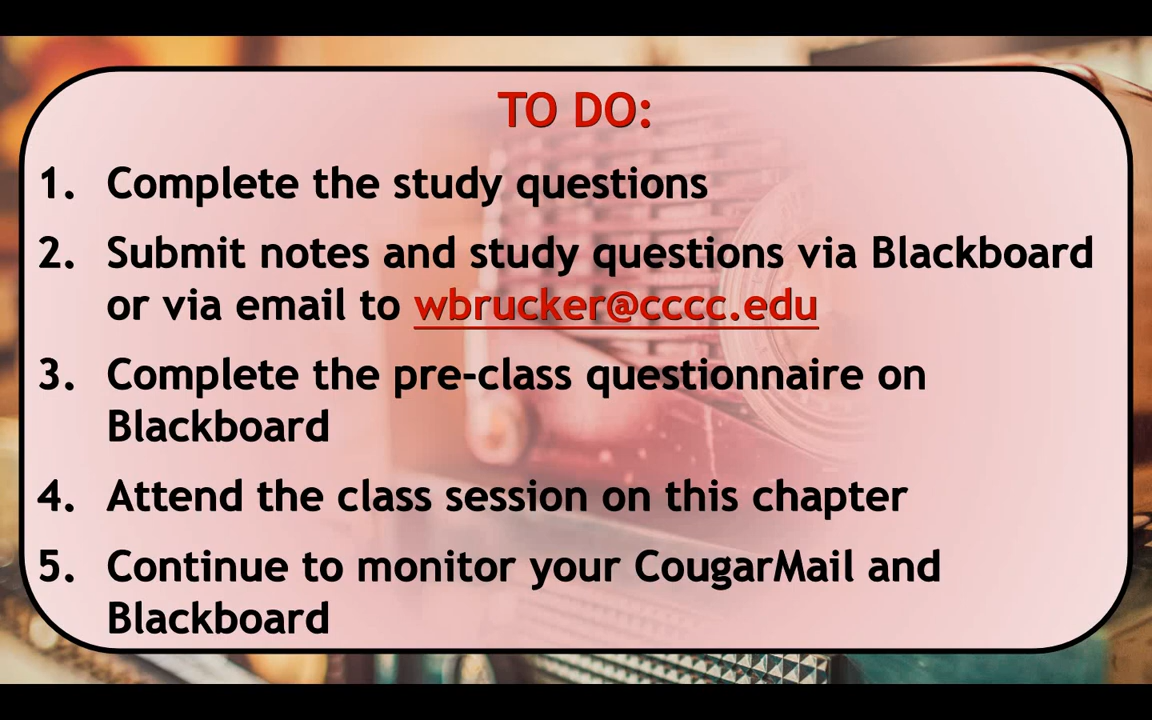 TO DO:
1. Complete the study questions
2. Submit notes and study questions via Blackboard
or via email to wbrucker@cccc.edu
3. Complete the pre-class questionnaire on
Blackboard
4. Attend the class session on this chapter
5. Continue to monitor your CougarMail and
Blackboard